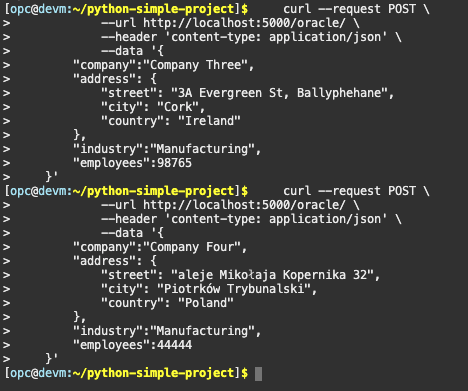 [opc@devm:~/python-simple-project]$     curl --request POST \
>             --url http://localhost:5000/oracle/ \
>             --header 'content-type: application/json' \
>             --data '{
>         "company":"Company Three",
>         "address": {
>             "street": "3A Evergreen St, Ballyphehane",
>             "city": "Cork",
>             "country": "Ireland"
>         },
>         "industry":"Manufacturing",
>         "employees":98765
>     }'
[opc@devm:~/python-simple-project]$     curl --request POST \
>             --url http://localhost:5000/oracle/ \
>             --header 'content-type: application/json' \
>             --data '{
>         "company":"Company Four",
>         "address": {
>             "street": "aleje Mikołaja Kopernika 32",
>             "city": "Piotrków Trybunalski",
>             "country": "Poland"
>         },
>         "industry":"Manufacturing",
>         "employees":44444
>     }'
[opc@devm:~/python-simple-project]$